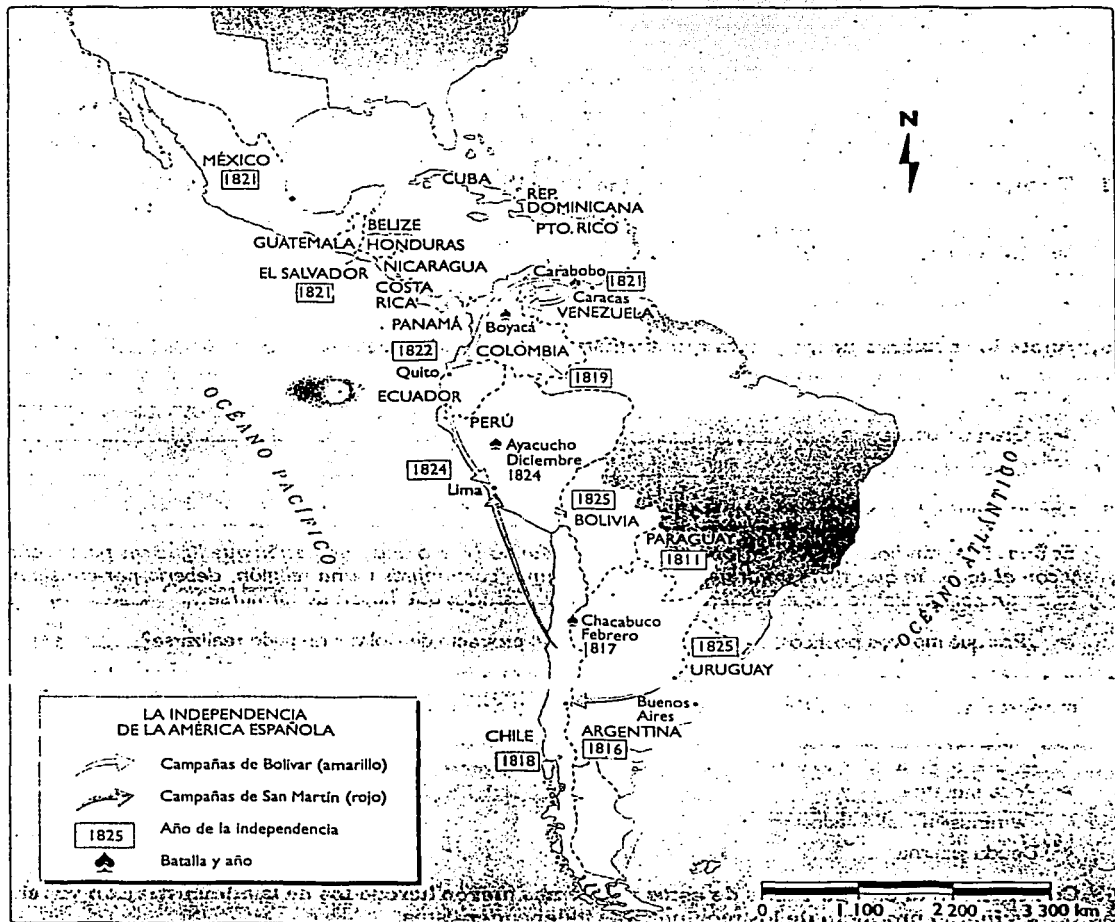 N
MÉXICO
1821
CUBA
REP.
DOMINICANA
PTO. RICO
BELIZE
GUATEMALA
HONDURAS
NICARAGUA
EL SALVADOR
1821
COSTA
RICA
PANAMÁ
Carabobo
1821
Caracas
VENEZUELA
Boyacá
1822
COLOMBIA
Quito
1819
ECUADOR
OCÉANO PACÍFICO
PERÚ
Ayacucho
Diciembre
1824
1824
Lima
1825
BOLIVIA
PARAGUAY
1811
OCÉANO ATLÁNTICO
Chacabuco
Febrero
1817
1825
URUGUAY
Buenos
Aires
ARGENTINA
1816
CHILE
1818
LA INDEPENDENCIA
DE LA AMÉRICA ESPAÑOLA
Campañas de Bolívar (amarillo)
Campañas de San Martín (rojo)
1825 Año de la independencia
Batalla y año
0 1 100 2 200 3 300 Km